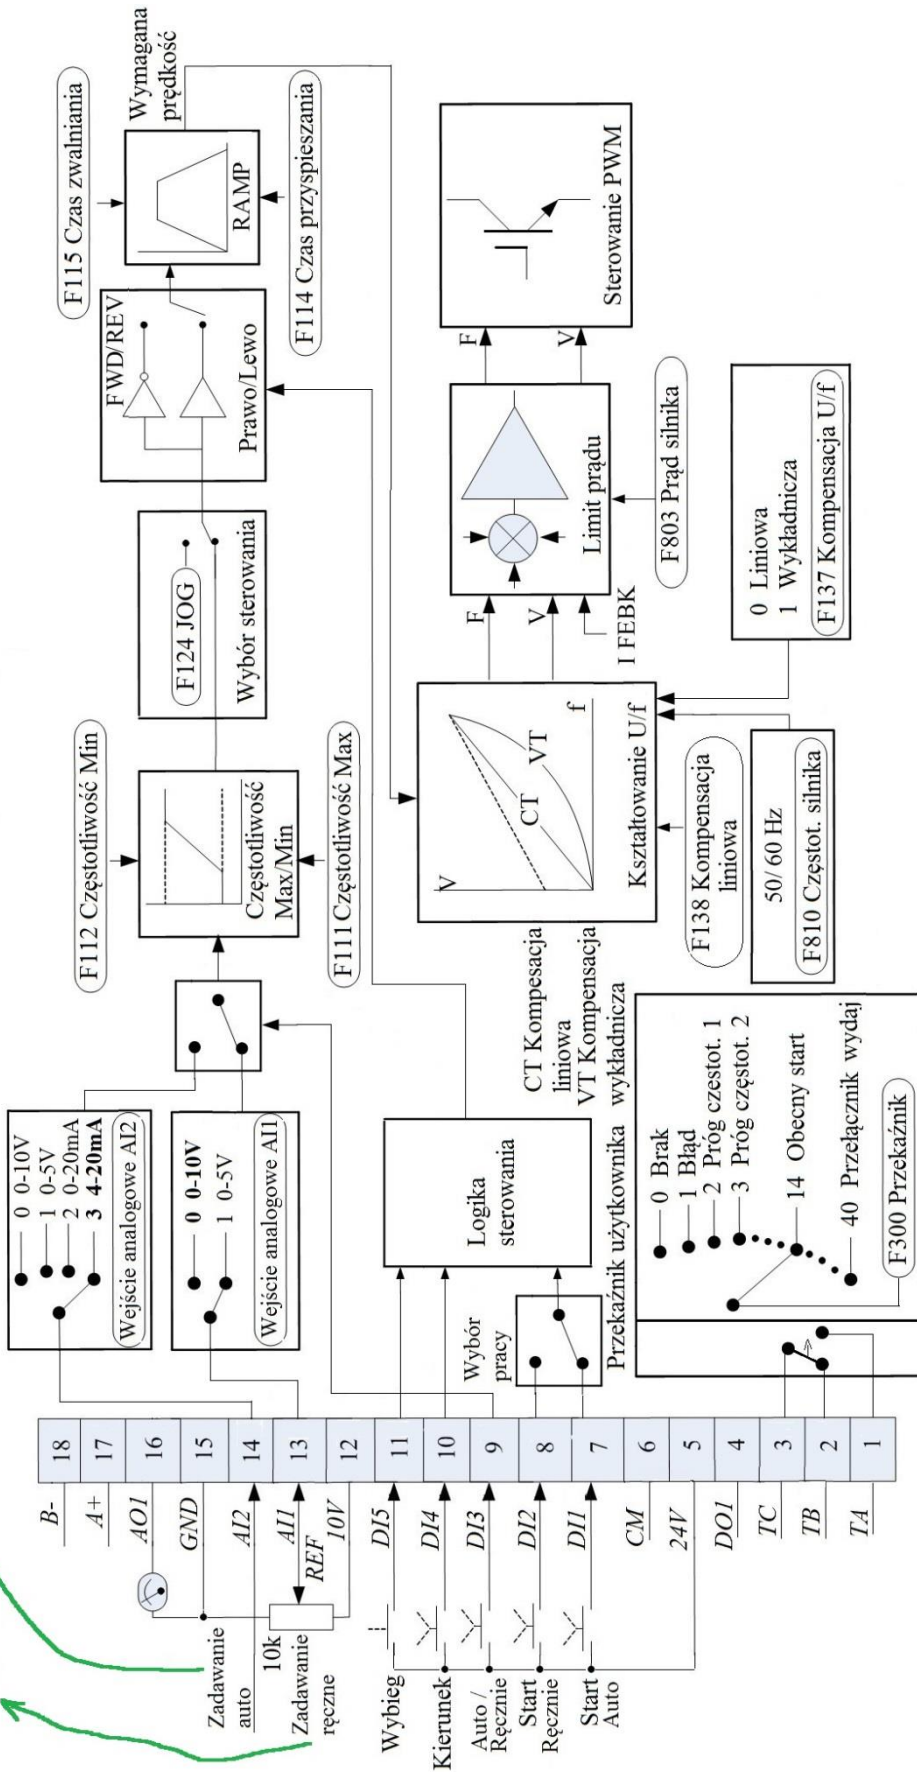 F115 Czas zwalniania
Wymagana
prędkość
RAMP
F114 Czas przyspieszania
FWD/REV
Prawo/Lewo
F124 JOG
Wybór sterowania
F112 Częstotliwość Min
Częstotliwość
Max/Min
F111 Częstotliwość Max
0 0-10V
1 0-5V
2 0-20mA
3 4-20mA
Wejście analogowe AI2
0 0-10V
1 0-5V
Wejście analogowe AI1
Sterowanie PWM
F
V
Limit prądu
F803 Prąd silnika
F
V
I FEBK
V
CT
VT
f
Kształtowanie U/f
0 Liniowa
1 Wykładnicza
F137 Kompensacja U/f
F138 Kompensacja
liniowa
50/ 60 Hz
F810 Częstot. silnika
CT Kompesacja
liniowa
VT Kompensacja
wykładnicza
Logika
sterowania
Wybór
pracy
Przekaźnik użytkownika
0 Brak
1 Błąd
2 Próg czestot. 1
3 Próg częstot. 2
14 Obecny start
40 Przełącznik wydaj
F300 Przekaźnik
18
17
16
15
14
13
12
11
10
9
8
7
6
5
4
3
2
1
B-
A+
AO1
GND
AI2
AI1
REF
10V
DI5
DI4
DI3
DI2
DI1
CM
24V
DO1
TC
TB
TA
Zadawanie
auto
10k
Zadawanie
ręczne
Wybieg
Kierunek
Auto /
Ręcznie
Start
Ręcznie
Start
Auto